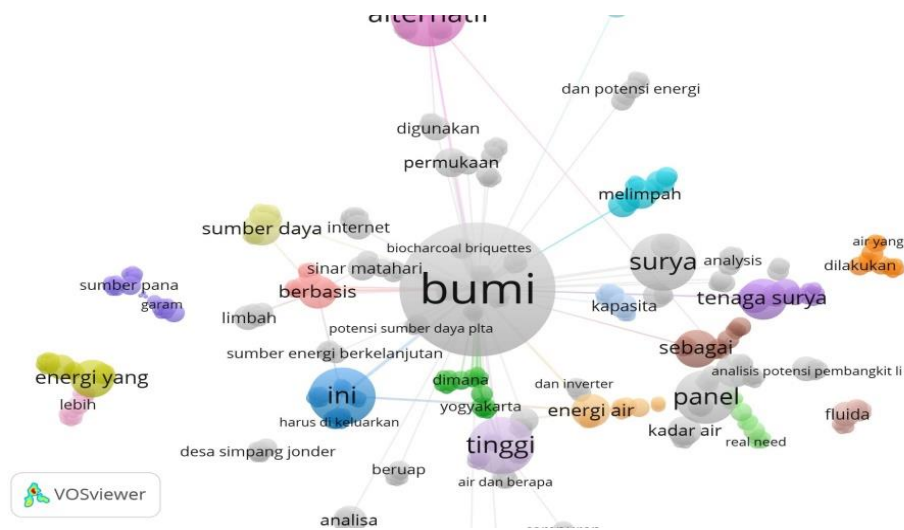 alternatif
dan potensi energi
digunakan
permukaan
melimpah
sumber daya
internet
biocharcoal briquettes
air yang
sinar matahari
surya
analysis
dilakukan
sumber pana
berbasis
bumi
garam
kapasita
tenaga surya
limbah
potensi sumber daya plta
sumber energi berkelanjutan
sebagai
energi yang
dimana
dan inverter
analisis potensi pembangkit li
lebih
ini
yogyakarta
energi air
panel
fluida
harus di keluarkan
kadar air
real need
desa simpang jonder
tinggi
beruap
air dan berapa
VOSviewer
analisa